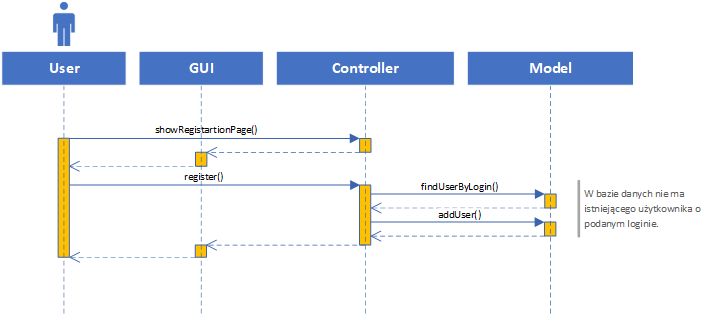 User
GUI
Controller
Model
showRegistartionPage()
register()
findUserByLogin()
W bazie danych nie ma
istniejącego użytkownika o
podanym loginie.
addUser()